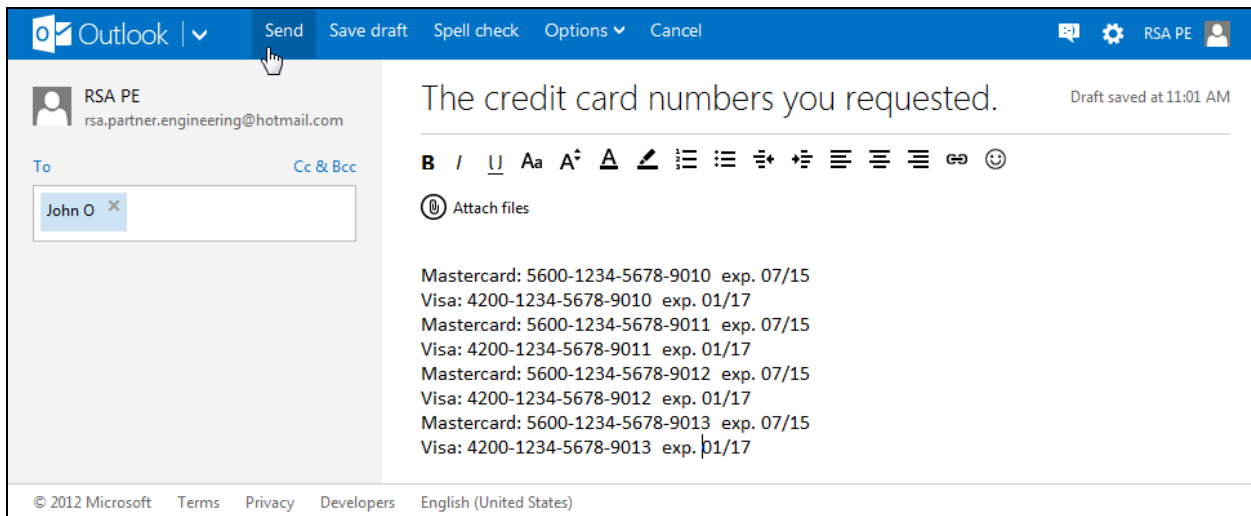 Outlook Send Save draft Spell check Options Cancel RSA PE
RSA PE
rsa.partner.engineering@hotmail.com
To Cc & Bcc
John O
The credit card numbers you requested. Draft saved at 11:01 AM
B I U Aa A A
Attach files
Mastercard: 5600-1234-5678-9010 exp. 07/15
Visa: 4200-1234-5678-9010 exp. 01/17
Mastercard: 5600-1234-5678-9011 exp. 07/15
Visa: 4200-1234-5678-9011 exp. 01/17
Mastercard: 5600-1234-5678-9012 exp. 07/15
Visa: 4200-1234-5678-9012 exp. 01/17
Mastercard: 5600-1234-5678-9013 exp. 07/15
Visa: 4200-1234-5678-9013 exp. 01/17
© 2012 Microsoft Terms Privacy Developers English (United States)